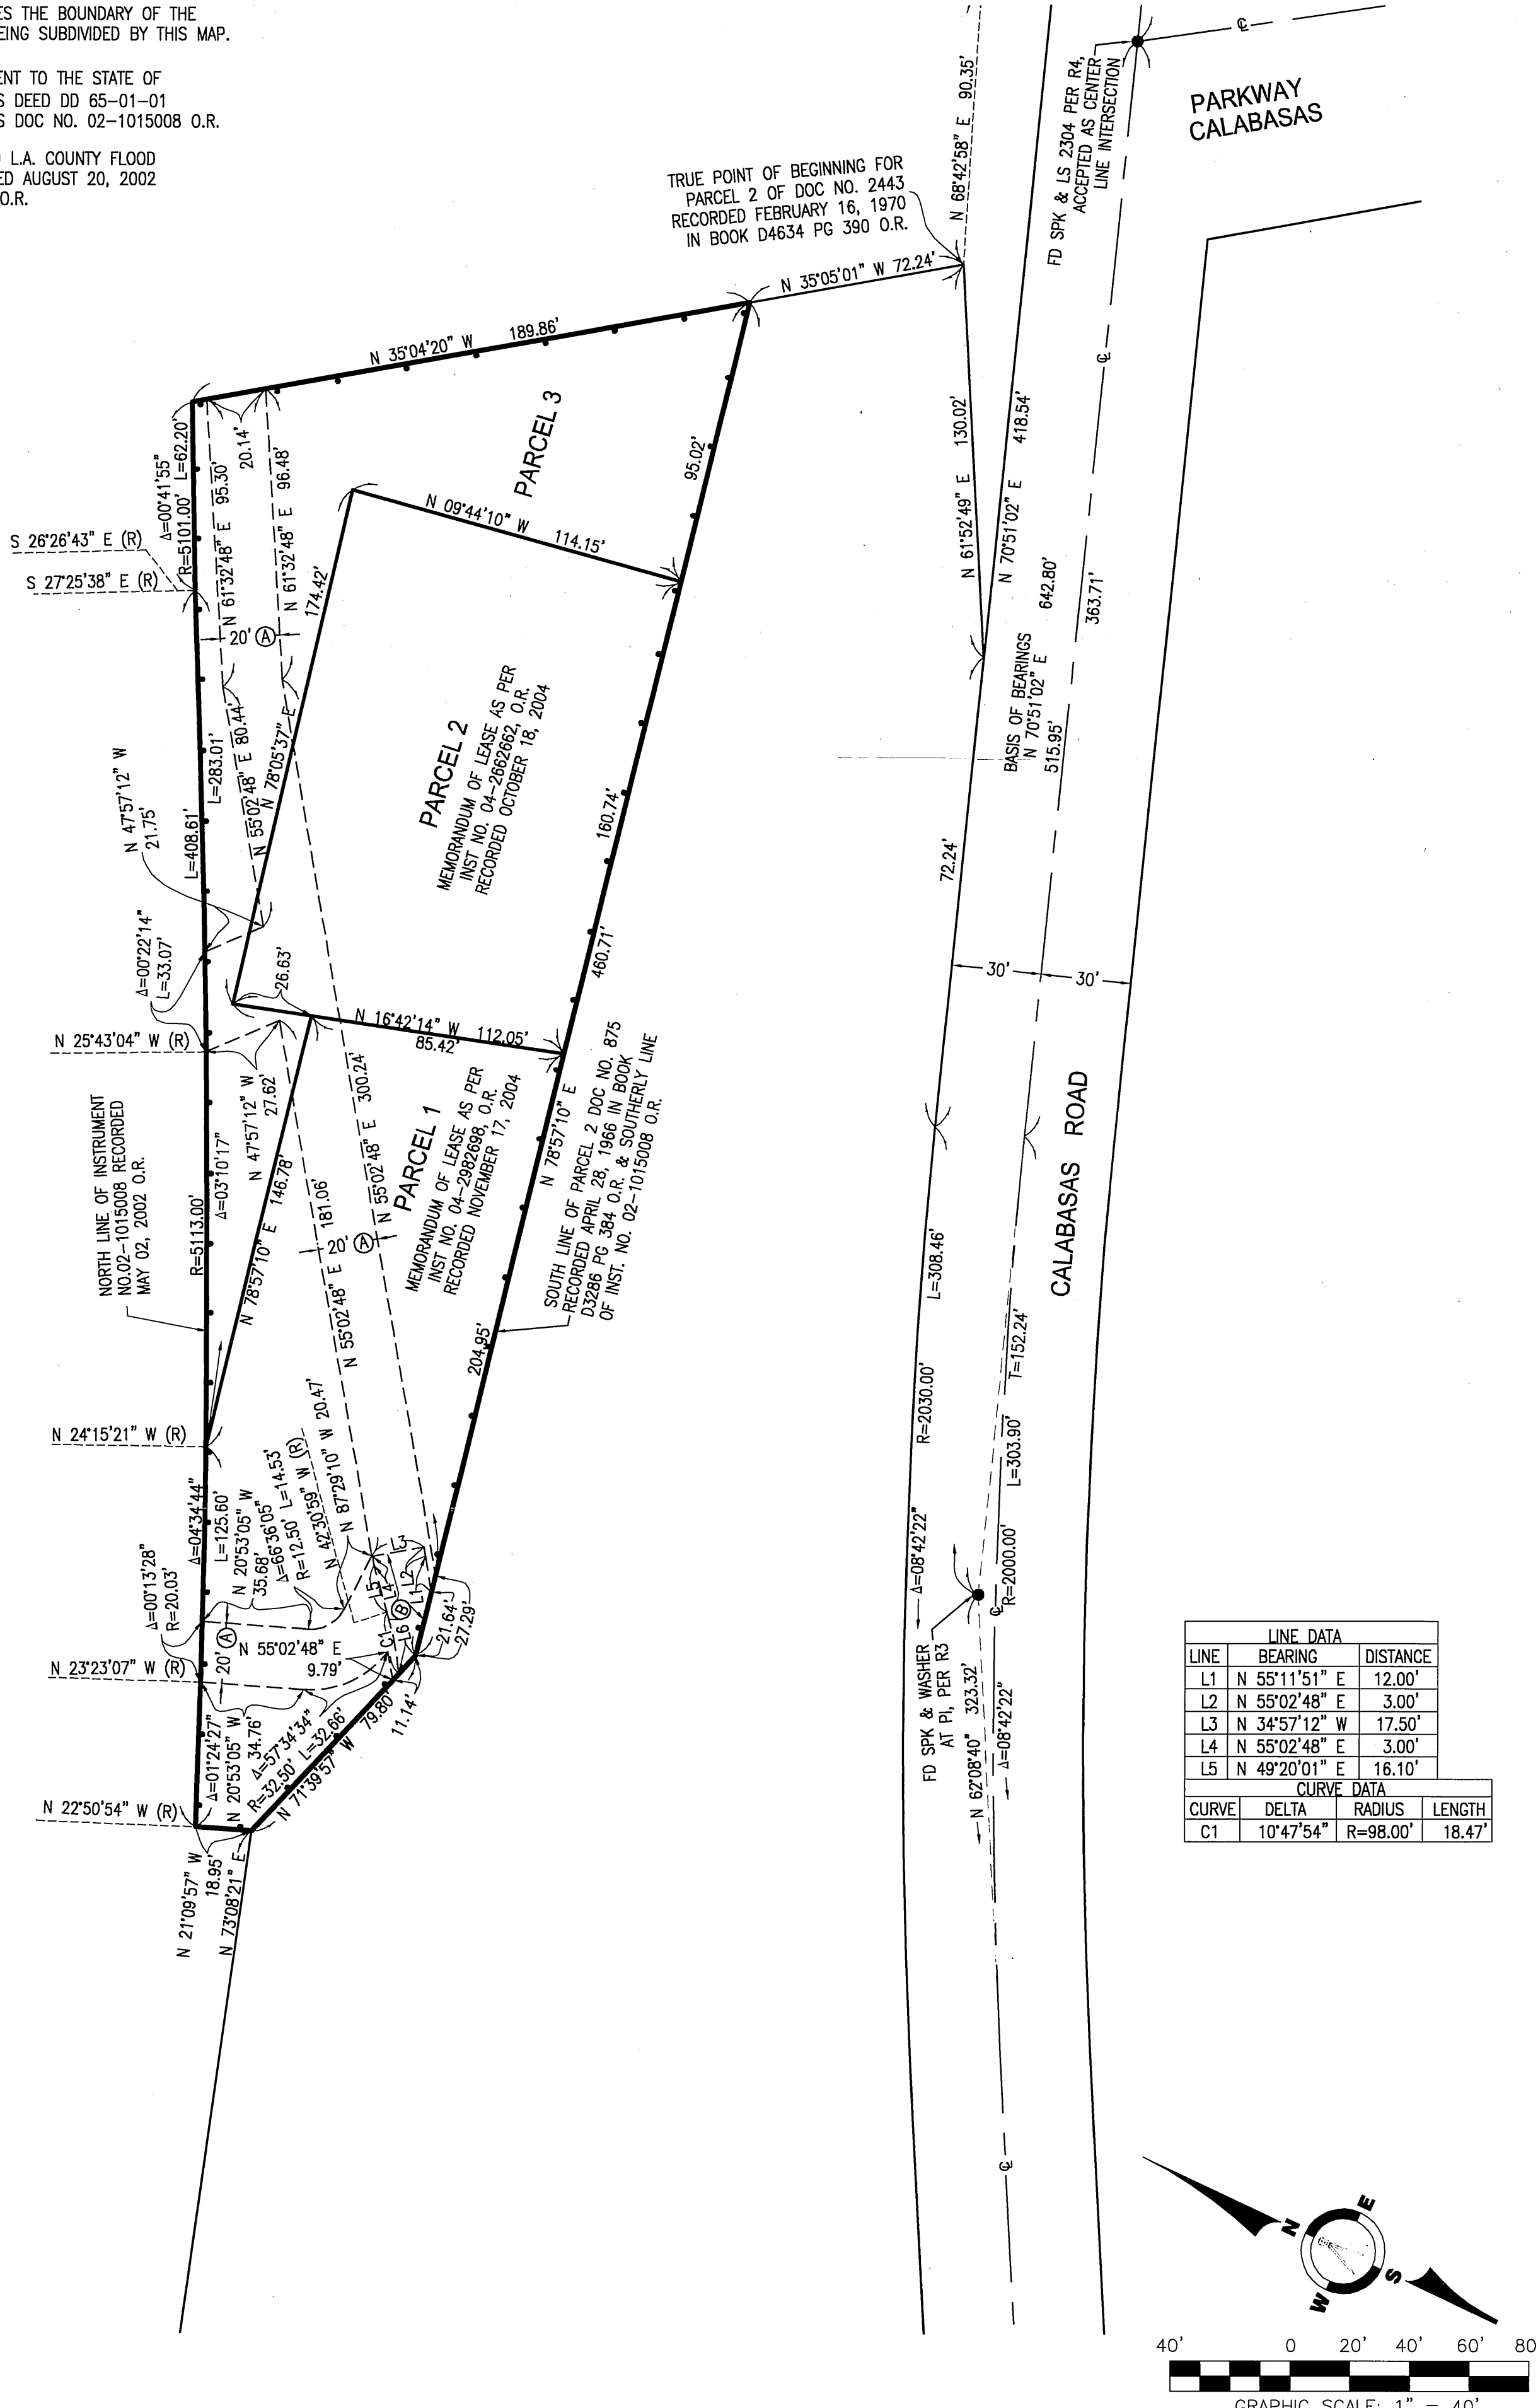 ES THE BOUNDARY OF THE
EING SUBDIVIDED BY THIS MAP.
ENT TO THE STATE OF
S DEED DD 65-01-01
S DOC NO. 02-1015008 O.R.
L.A. COUNTY FLOOD
ED AUGUST 20, 2002
O.R.
TRUE POINT OF BEGINNING FOR
PARCEL 2 OF DOC NO. 2443
RECORDED FEBRUARY 16, 1970
IN BOOK D4634 PG 390 O.R.
N 68°42'58" E 90.35'
FD SPK & LS 2304 PER R4,
ACCEPTED AS CENTER
LINE INTERSECTION
PARKWAY
CALABASAS
N 35°05'01" W 72.24'
N 35°04'20" W 189.86'
N 61°52'49" E 130.02'
N 70°51'02" E 418.54'
642.80'
363.71'
BASIS OF BEARINGS
N 70°51'02" E
515.95'
72.24'
30' 30'
CALABASAS ROAD
L=308.46'
R=2030.00'
Δ=08°42'22"
T=152.24'
L=303.90'
R=2000.00'
Δ=08°42'22"
FD SPK & WASHER
AT PI, PER R3
N 62°08'40" 323.32'
PARCEL 3
95.02'
N 09°44'10" W 114.15'
20.14'
Δ=00°41'55"
R=5101.00' L=62.20'
N 61°32'48" E 95.30'
N 61°32'48" E 96.48'
S 26°26'43" E (R)
S 27°25'38" E (R)
20' A
174.42'
N 78°05'37" E
N 55°02'48" E 80.44'
L=283.01'
L=408.61'
N 47°57'12" W
21.75'
PARCEL 2
MEMORANDUM OF LEASE AS PER
INST NO. 04-2662662, O.R.
RECORDED OCTOBER 18, 2004
160.74'
460.71'
Δ=00°22'14"
L=33.07'
26.63'
N 16°42'14" W 112.05'
85.42'
N 25°43'04" W (R)
N 47°57'12" W
27.62'
NORTH LINE OF INSTRUMENT
NO.02-1015008 RECORDED
MAY 02, 2002 O.R.
R=5113.00'
Δ=03°10'17"
N 78°57'10" E 146.78'
N 55°02'48" E 181.06'
20' A
N 55°02'48" E 300.24'
PARCEL 1
MEMORANDUM OF LEASE AS PER
INST NO. 04-2982698, O.R.
RECORDED NOVEMBER 17, 2004
N 78°57'10" E
SOUTH LINE OF PARCEL 2 DOC NO. 875
RECORDED APRIL 28, 1966 IN BOOK
D3286 PG 384 O.R. & SOUTHERLY LINE
OF INST. NO. 02-1015008 O.R.
204.95'
N 24°15'21" W (R)
Δ=04°34'44"
L=125.60'
N 20°53'05" W
35.68'
Δ=66°36'05"
R=12.50' L=14.53'
N 42°30'59" W (R)
N 87°29'10" W 20.47'
Δ=00°13'28"
R=20.03'
L3
L5
L4
L2
L1
B
C1
L6
21.64'
27.29'
20' A
N 55°02'48" E
9.79'
N 23°23'07" W (R)
Δ=01°24'27"
N 20°53'05" W
34.76'
Δ=57°34'34"
R=32.50' L=32.66'
N 71°39'57" W 79.80'
11.14'
N 22°50'54" W (R)
N 21°09'57" W
18.95'
N 73°08'21" E
LINE DATA
LINE BEARING DISTANCE
L1 N 55°11'51" E 12.00'
L2 N 55°02'48" E 3.00'
L3 N 34°57'12" W 17.50'
L4 N 55°02'48" E 3.00'
L5 N 49°20'01" E 16.10'
CURVE DATA
CURVE DELTA RADIUS LENGTH
C1 10°47'54" R=98.00' 18.47'
N
E
W
S
40' 0 20' 40' 60' 80
GRAPHIC SCALE: 1" = 40'